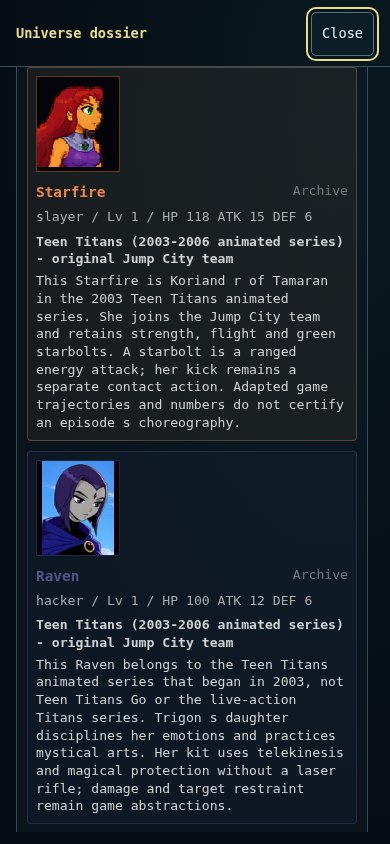 Universe dossier
Close
Starfire
Archive
slayer / Lv 1 / HP 118 ATK 15 DEF 6
Teen Titans (2003-2006 animated series)
- original Jump City team
This Starfire is Koriand r of Tamaran
in the 2003 Teen Titans animated
series. She joins the Jump City team
and retains strength, flight and green
starbolts. A starbolt is a ranged
energy attack; her kick remains a
separate contact action. Adapted game
trajectories and numbers do not certify
an episode s choreography.
Raven
Archive
hacker / Lv 1 / HP 100 ATK 12 DEF 6
Teen Titans (2003-2006 animated series)
- original Jump City team
This Raven belongs to the Teen Titans
animated series that began in 2003, not
Teen Titans Go or the live-action
Titans series. Trigon s daughter
disciplines her emotions and practices
mystical arts. Her kit uses telekinesis
and magical protection without a laser
rifle; damage and target restraint
remain game abstractions.